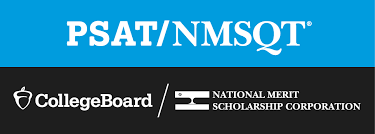 PSAT/NMSQT®
CollegeBoard
NATIONAL MERIT
SCHOLARSHIP CORPORATION